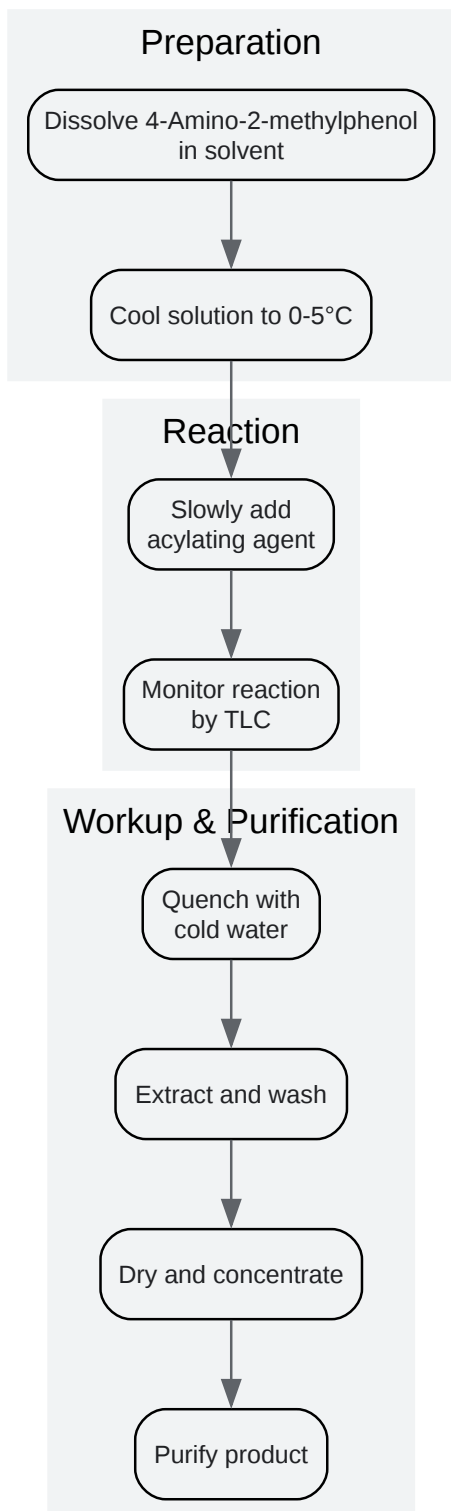 Preparation
Dissolve 4-Amino-2-methylphenol
in solvent
Cool solution to 0-5°C
Reaction
Slowly add
acylating agent
Monitor reaction
by TLC
Workup & Purification
Quench with
cold water
Extract and wash
Dry and concentrate
Purify product